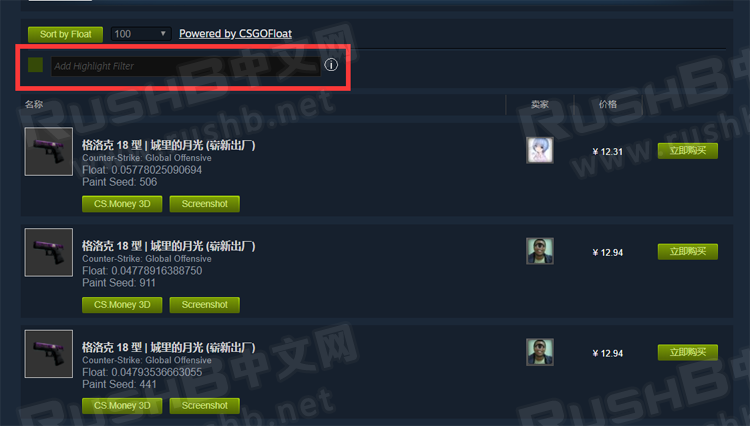 Sort by Float 100 Powered by CSGOFloat
Add Highlight Filter
名称 卖家 价格
格洛克 18 型 | 城里的月光 (崭新出厂)
Counter-Strike: Global Offensive
Float: 0.05778025090694
Paint Seed: 506
¥ 12.31 立即购买
CS.Money 3D Screenshot
格洛克 18 型 | 城里的月光 (崭新出厂)
Counter-Strike: Global Offensive
Float: 0.04778916388750
Paint Seed: 911
¥ 12.94 立即购买
CS.Money 3D Screenshot
格洛克 18 型 | 城里的月光 (崭新出厂)
Counter-Strike: Global Offensive
Float: 0.04793536663055
Paint Seed: 441
¥ 12.94 立即购买
CS.Money 3D Screenshot
RushB中文网
www.rushb.net